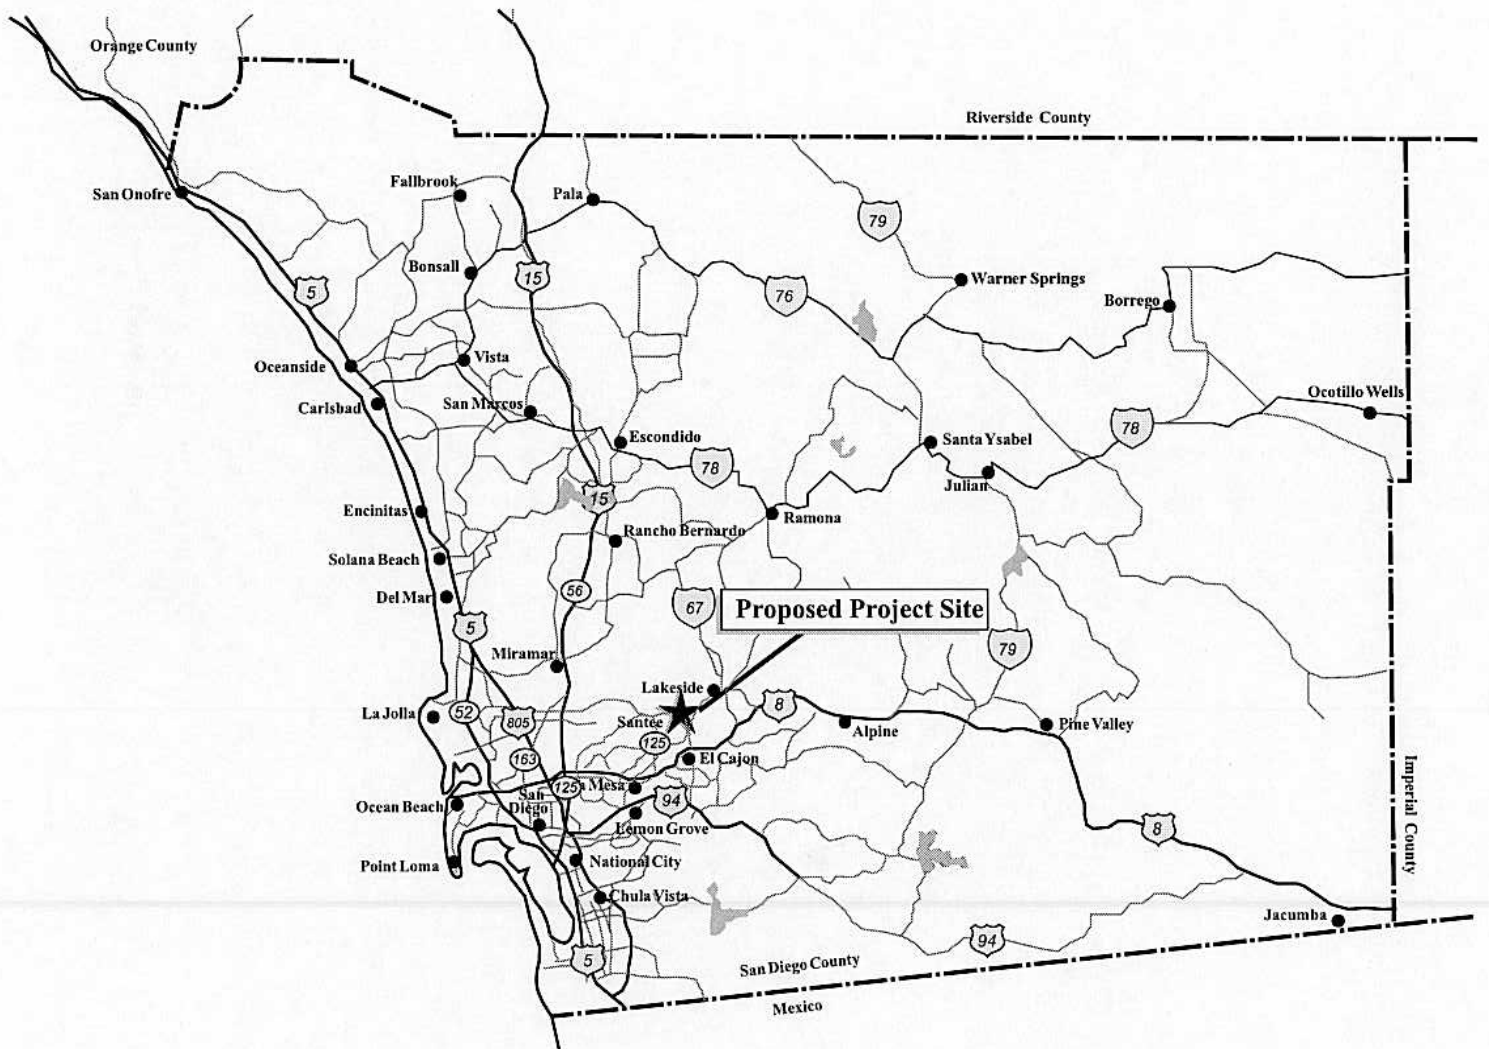 Orange County
Riverside County
San Onofre
Fallbrook
Pala
79
Bonsall
15
5
76
Warner Springs
Borrego
Oceanside
Vista
Carlsbad
San Marcos
Ocotillo Wells
78
Escondido
Santa Ysabel
78
Julian
Encinitas
15
Ramona
Rancho Bernardo
Solana Beach
Del Mar
56
67
Proposed Project Site
5
79
Miramar
Lakeside
La Jolla
52
805
Santee
8
Alpine
Pine Valley
125
163
El Cajon
Imperial County
Ocean Beach
San
Diego
125
a Mesa
94
Lemon Grove
8
Point Loma
National City
Chula Vista
Jacumba
94
5
San Diego County
Mexico